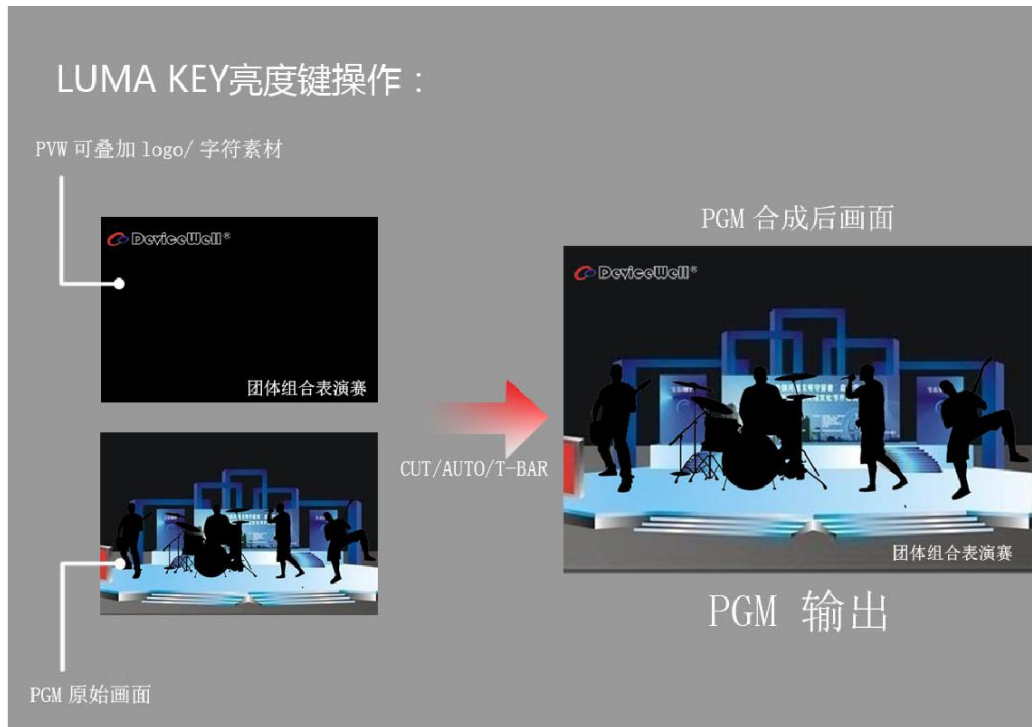 LUMA KEY亮度键操作：
PVW 可叠加 logo/ 字符素材
DeviceWell®
团体组合表演赛
CUT/AUTO/T-BAR
PGM 原始画面
PGM 合成后画面
DeviceWell®
团体组合表演赛
PGM 输出